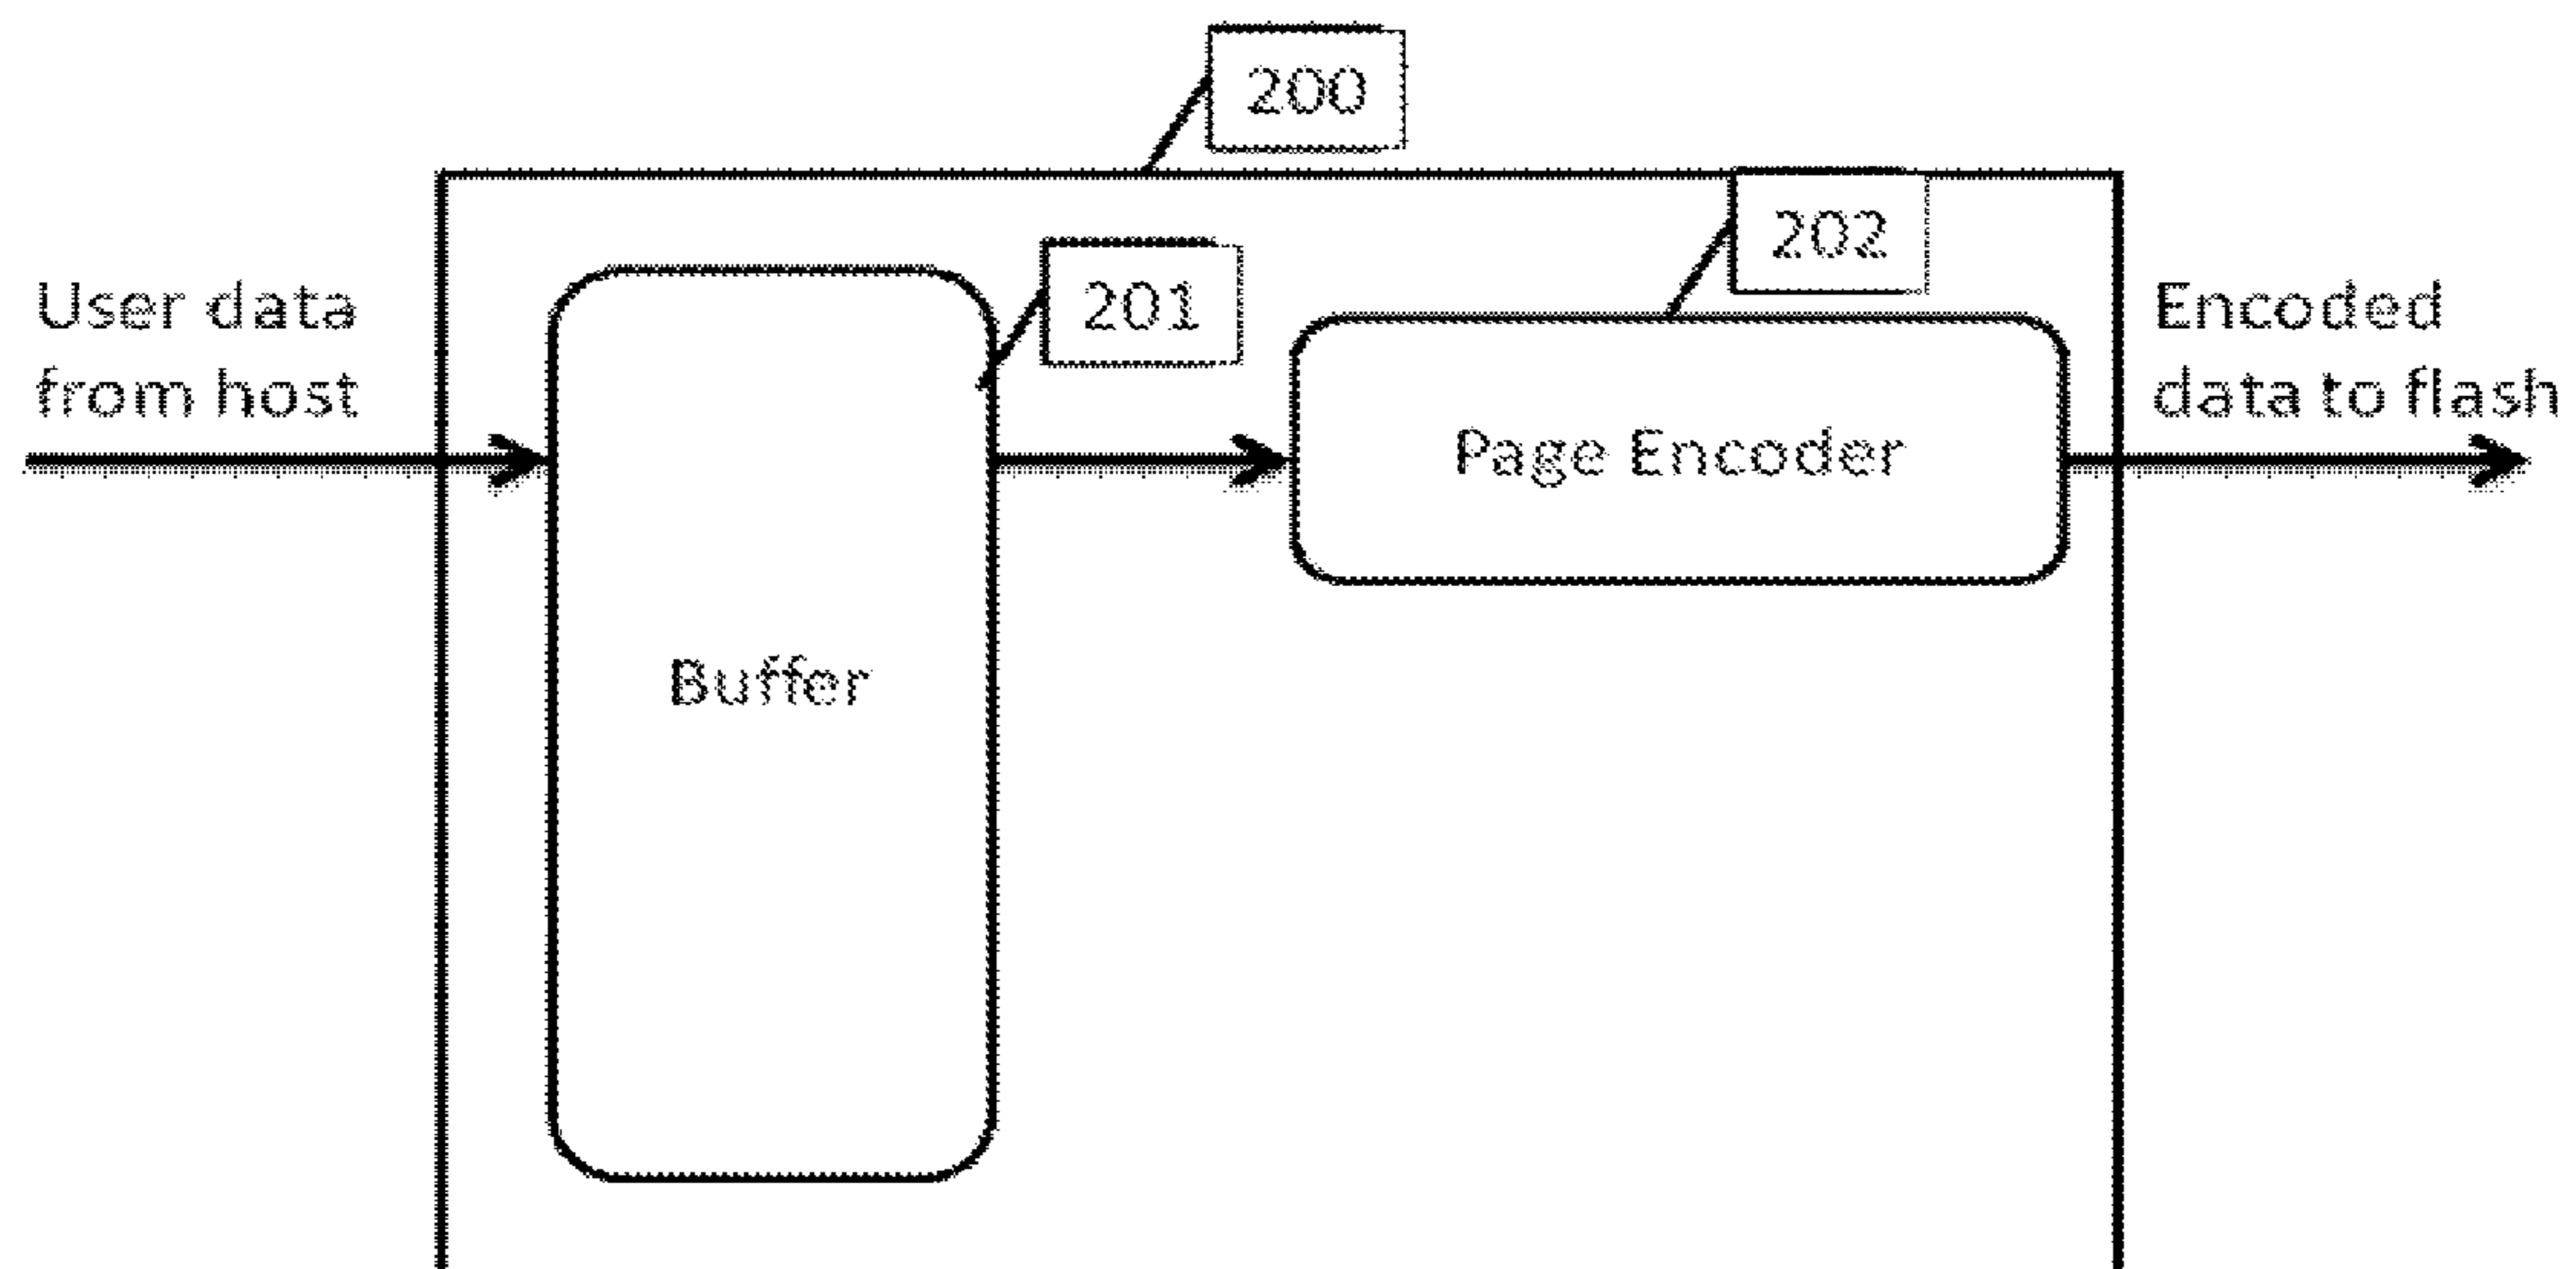 200
202
201
User data
from host
Encoded
data to flash
Page Encoder
Buffer